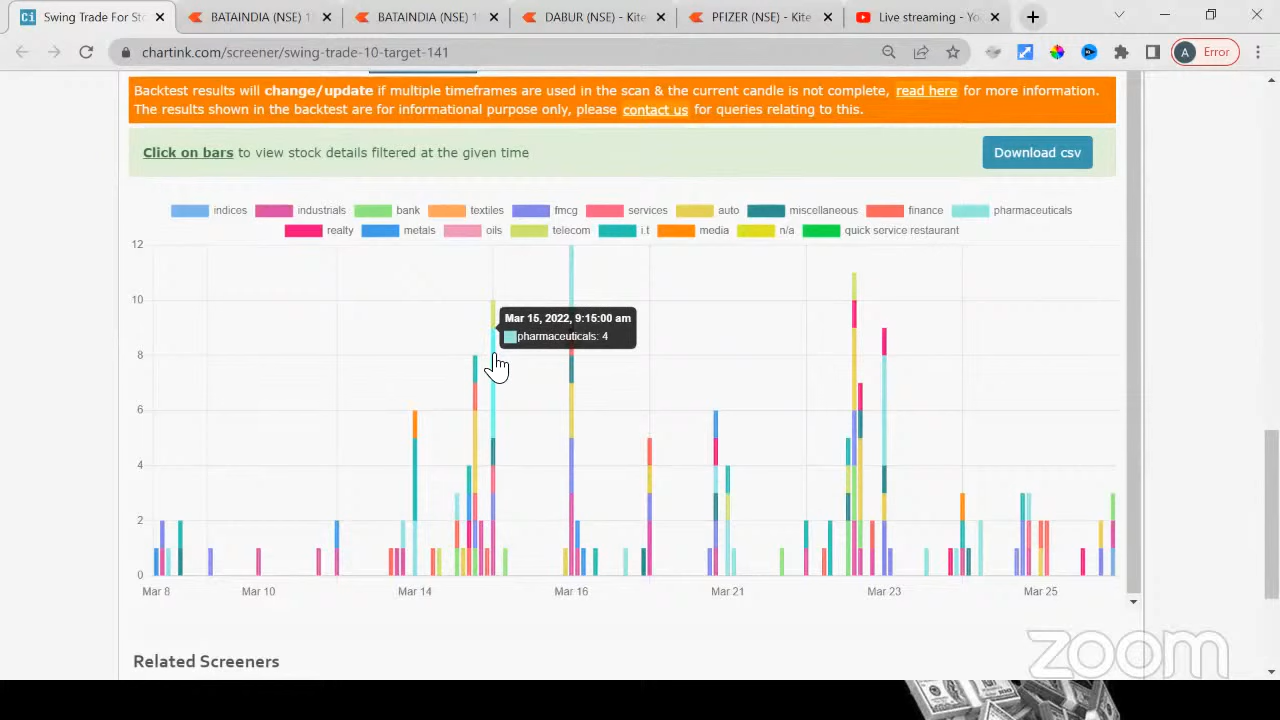 Swing Trade For Sto
BATAINDIA (NSE) 1
BATAINDIA (NSE) 1
DABUR (NSE) - Kite
PFIZER (NSE) - Kite
Live streaming - Yo
chartink.com/screener/swing-trade-10-target-141
A Error
Backtest results will change/update if multiple timeframes are used in the scan & the current candle is not complete, read here for more information.
The results shown in the backtest are for informational purpose only, please contact us for queries relating to this.
Click on bars to view stock details filtered at the given time
Download csv
indices industrials bank textiles fmcg services auto miscellaneous finance pharmaceuticals
realty metals oils telecom i.t media n/a quick service restaurant
12
10
Mar 15, 2022, 9:15:00 am
pharmaceuticals: 4
8
6
4
2
0
Mar 8 Mar 10 Mar 14 Mar 16 Mar 21 Mar 23 Mar 25
Related Screeners
zoom